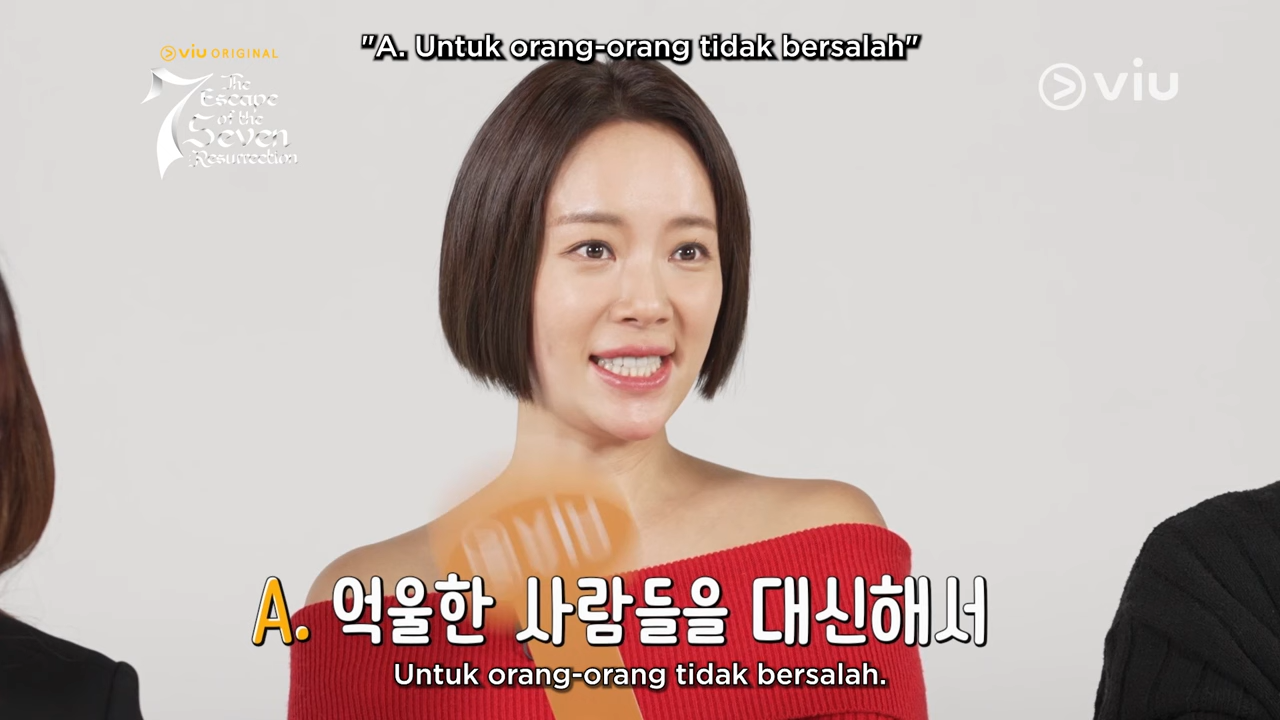 "A. Untuk orang-orang tidak bersalah"
viu ORIGINAL
viu
7 The
Escape
of the
Seven
Resurrection
A. 억울한 사람들을 대신해서
Untuk orang-orang tidak bersalah.